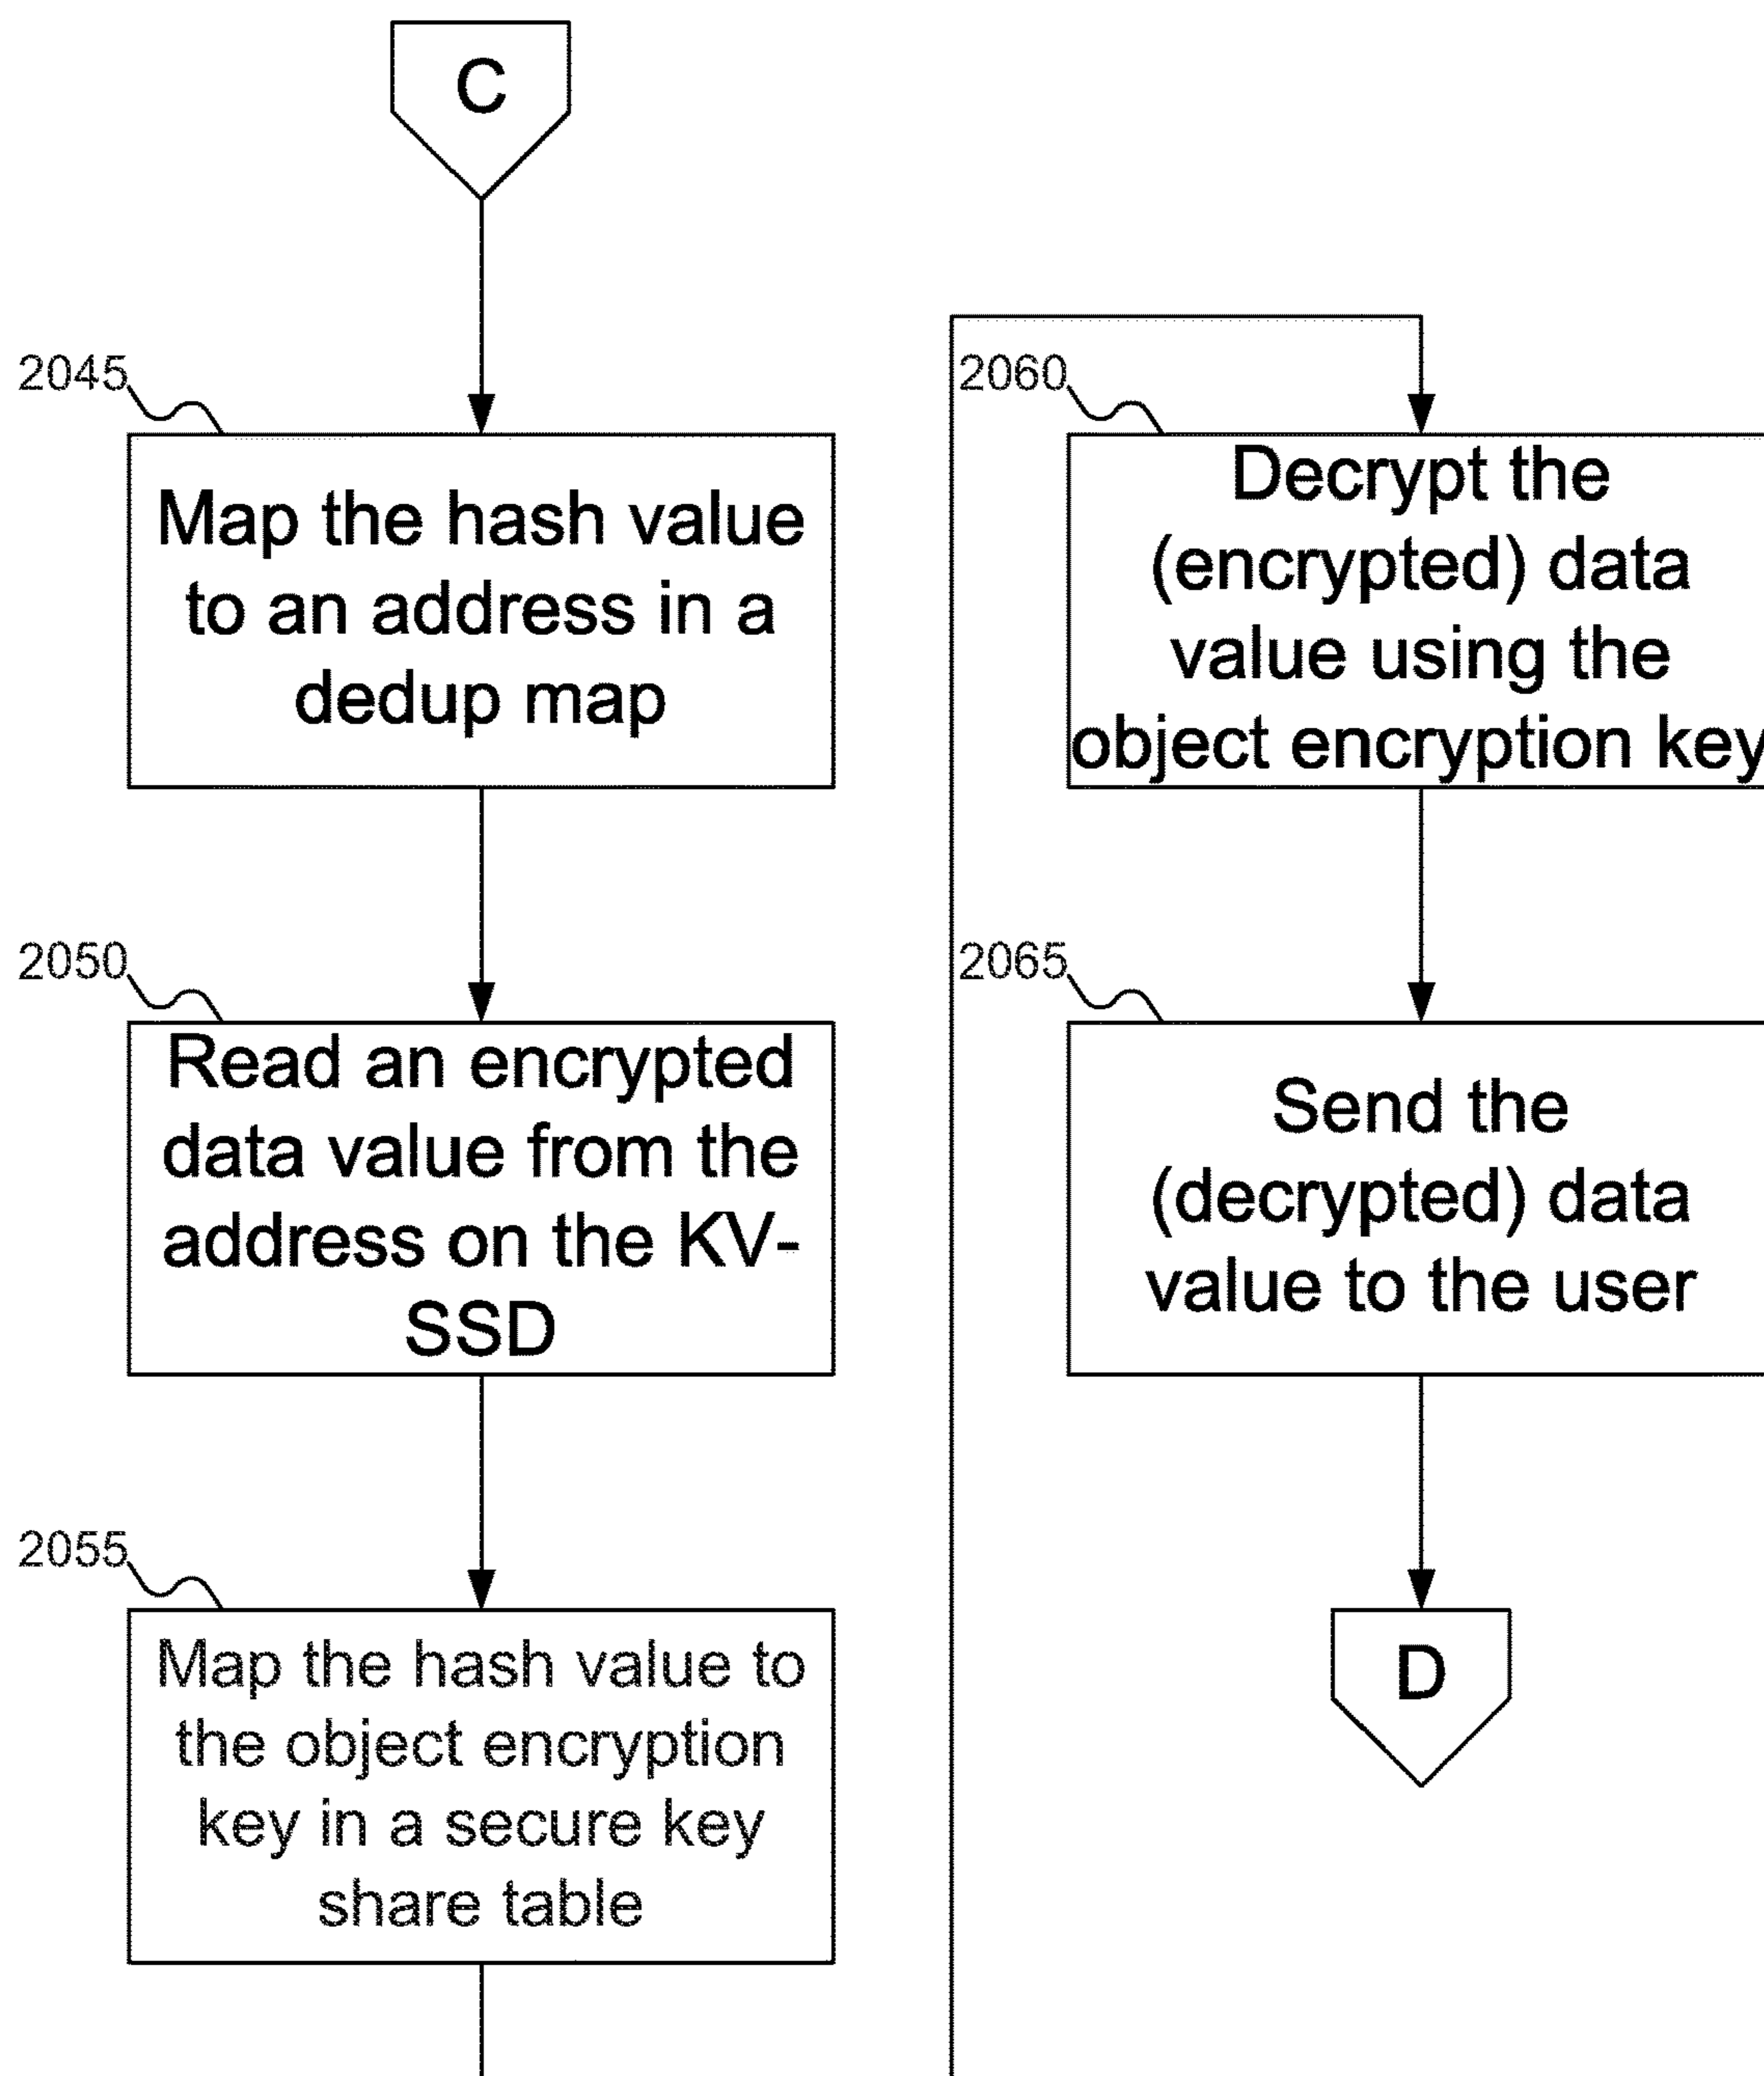 C
2045
Map the hash value
to an address in a
dedup map
2050
Read an encrypted
data value from the
address on the KV-
SSD
2055
Map the hash value to
the object encryption
key in a secure key
share table
2060
Decrypt the
(encrypted) data
value using the
object encryption key
2065
Send the
(decrypted) data
value to the user
D